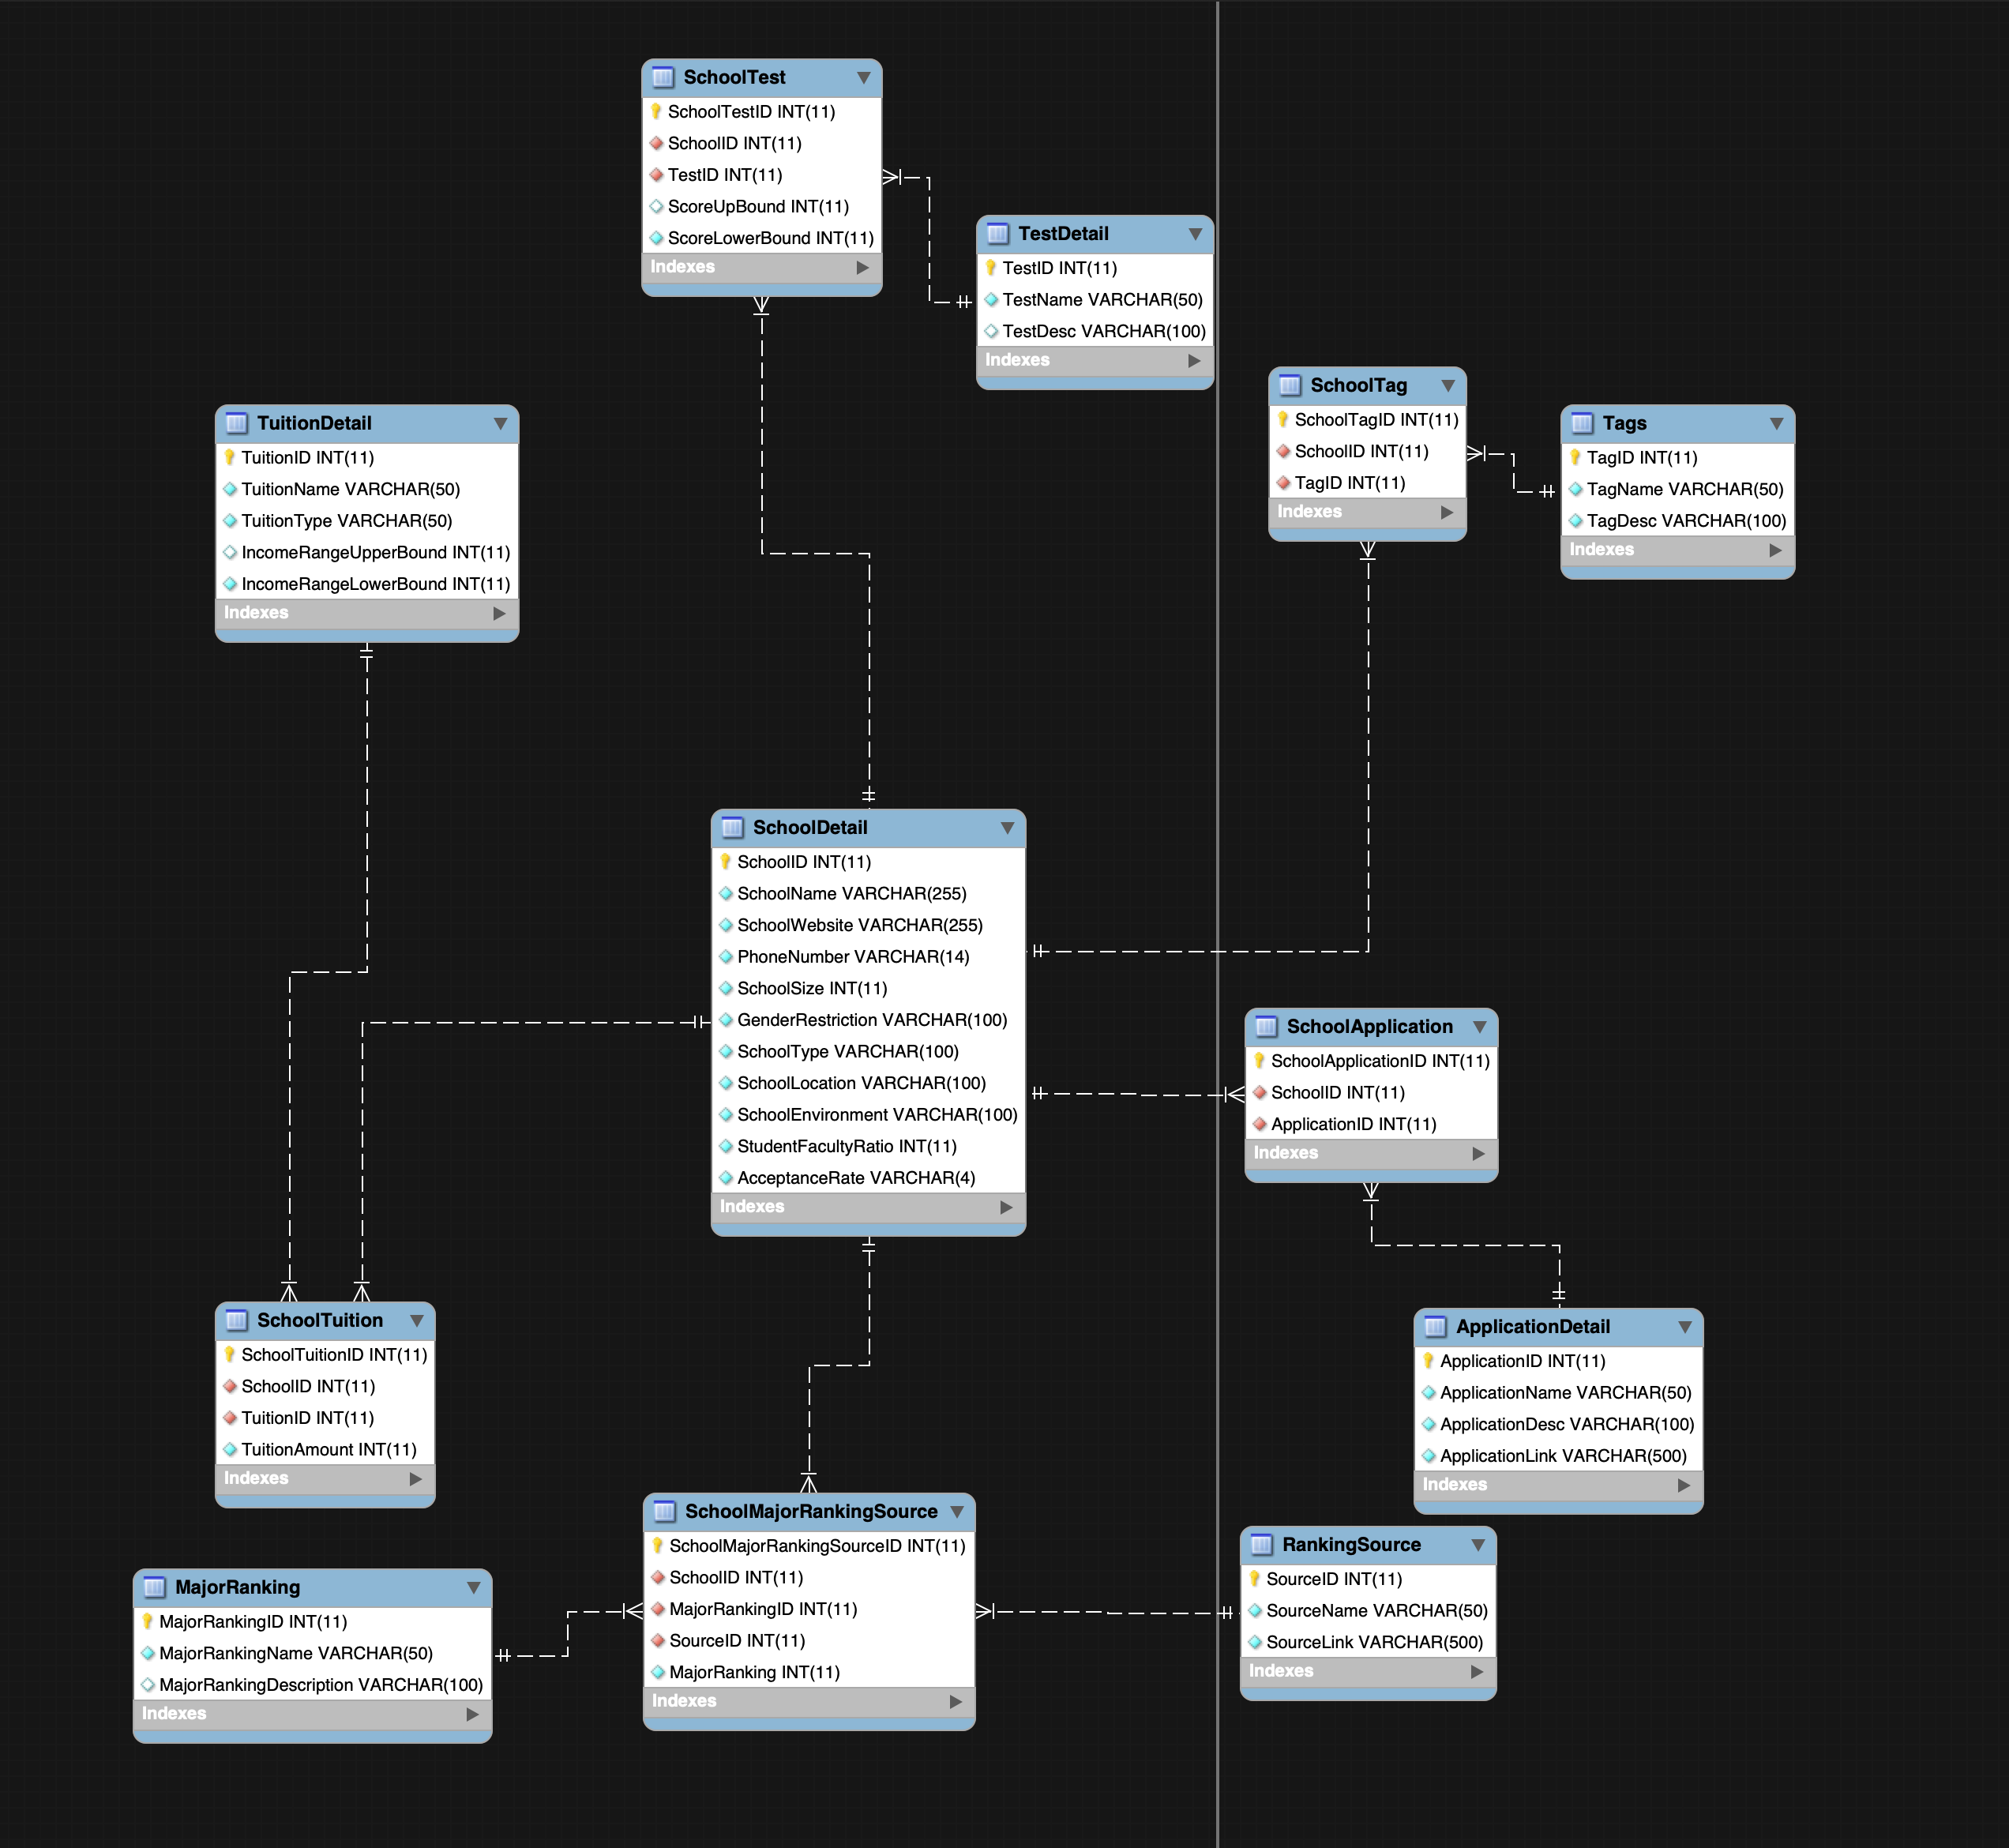 SchoolTest
SchoolTestID INT(11)
SchoolID INT(11)
TestID INT(11)
ScoreUpBound INT(11)
ScoreLowerBound INT(11)
Indexes
TestDetail
TestID INT(11)
TestName VARCHAR(50)
TestDesc VARCHAR(100)
Indexes
SchoolTag
SchoolTagID INT(11)
SchoolID INT(11)
TagID INT(11)
Indexes
Tags
TagID INT(11)
TagName VARCHAR(50)
TagDesc VARCHAR(100)
Indexes
TuitionDetail
TuitionID INT(11)
TuitionName VARCHAR(50)
TuitionType VARCHAR(50)
IncomeRangeUpperBound INT(11)
IncomeRangeLowerBound INT(11)
Indexes
SchoolDetail
SchoolID INT(11)
SchoolName VARCHAR(255)
SchoolWebsite VARCHAR(255)
PhoneNumber VARCHAR(14)
SchoolSize INT(11)
GenderRestriction VARCHAR(100)
SchoolType VARCHAR(100)
SchoolLocation VARCHAR(100)
SchoolEnvironment VARCHAR(100)
StudentFacultyRatio INT(11)
AcceptanceRate VARCHAR(4)
Indexes
SchoolApplication
SchoolApplicationID INT(11)
SchoolID INT(11)
ApplicationID INT(11)
Indexes
SchoolTuition
SchoolTuitionID INT(11)
SchoolID INT(11)
TuitionID INT(11)
TuitionAmount INT(11)
Indexes
ApplicationDetail
ApplicationID INT(11)
ApplicationName VARCHAR(50)
ApplicationDesc VARCHAR(100)
ApplicationLink VARCHAR(500)
Indexes
SchoolMajorRankingSource
SchoolMajorRankingSourceID INT(11)
SchoolID INT(11)
MajorRankingID INT(11)
SourceID INT(11)
MajorRanking INT(11)
Indexes
RankingSource
SourceID INT(11)
SourceName VARCHAR(50)
SourceLink VARCHAR(500)
Indexes
MajorRanking
MajorRankingID INT(11)
MajorRankingName VARCHAR(50)
MajorRankingDescription VARCHAR(100)
Indexes